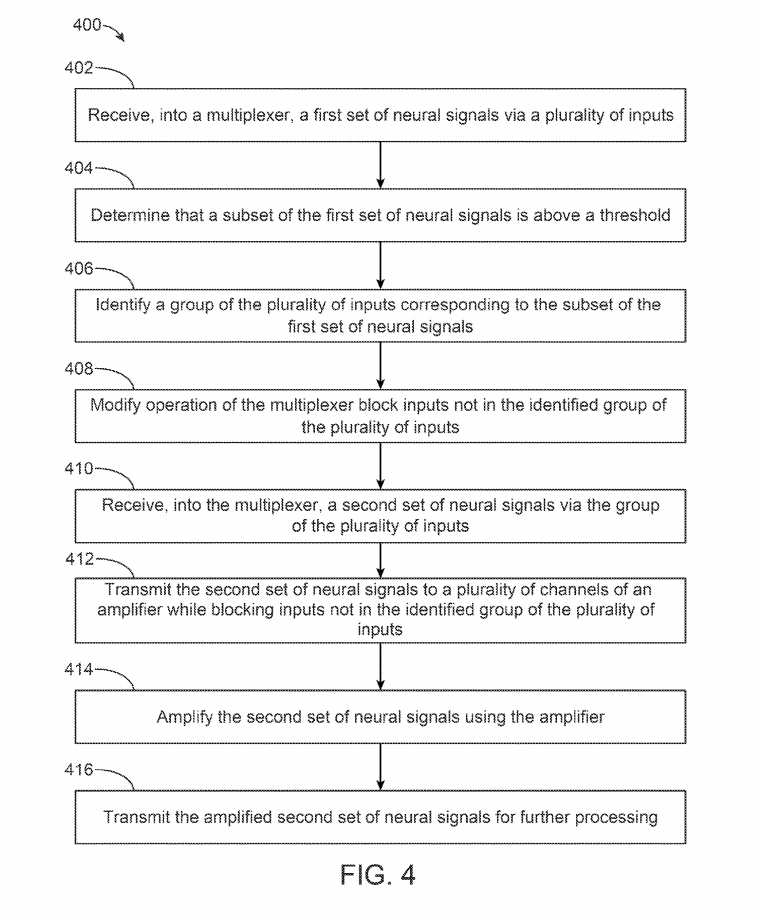 400
402
Receive, into a multiplexer, a first set of neural signals via a plurality of inputs
404
Determine that a subset of the first set of neural signals is above a threshold
406
Identify a group of the plurality of inputs corresponding to the subset of the
first set of neural signals
408
Modify operation of the multiplexer block inputs not in the identified group of
the plurality of inputs
410
Receive, into the multiplexer, a second set of neural signals via the group
of the plurality of inputs
412
Transmit the second set of neural signals to a plurality of channels of an
amplifier while blocking inputs not in the identified group of the plurality of
inputs
414
Amplify the second set of neural signals using the amplifier
416
Transmit the amplified second set of neural signals for further processing
FIG. 4